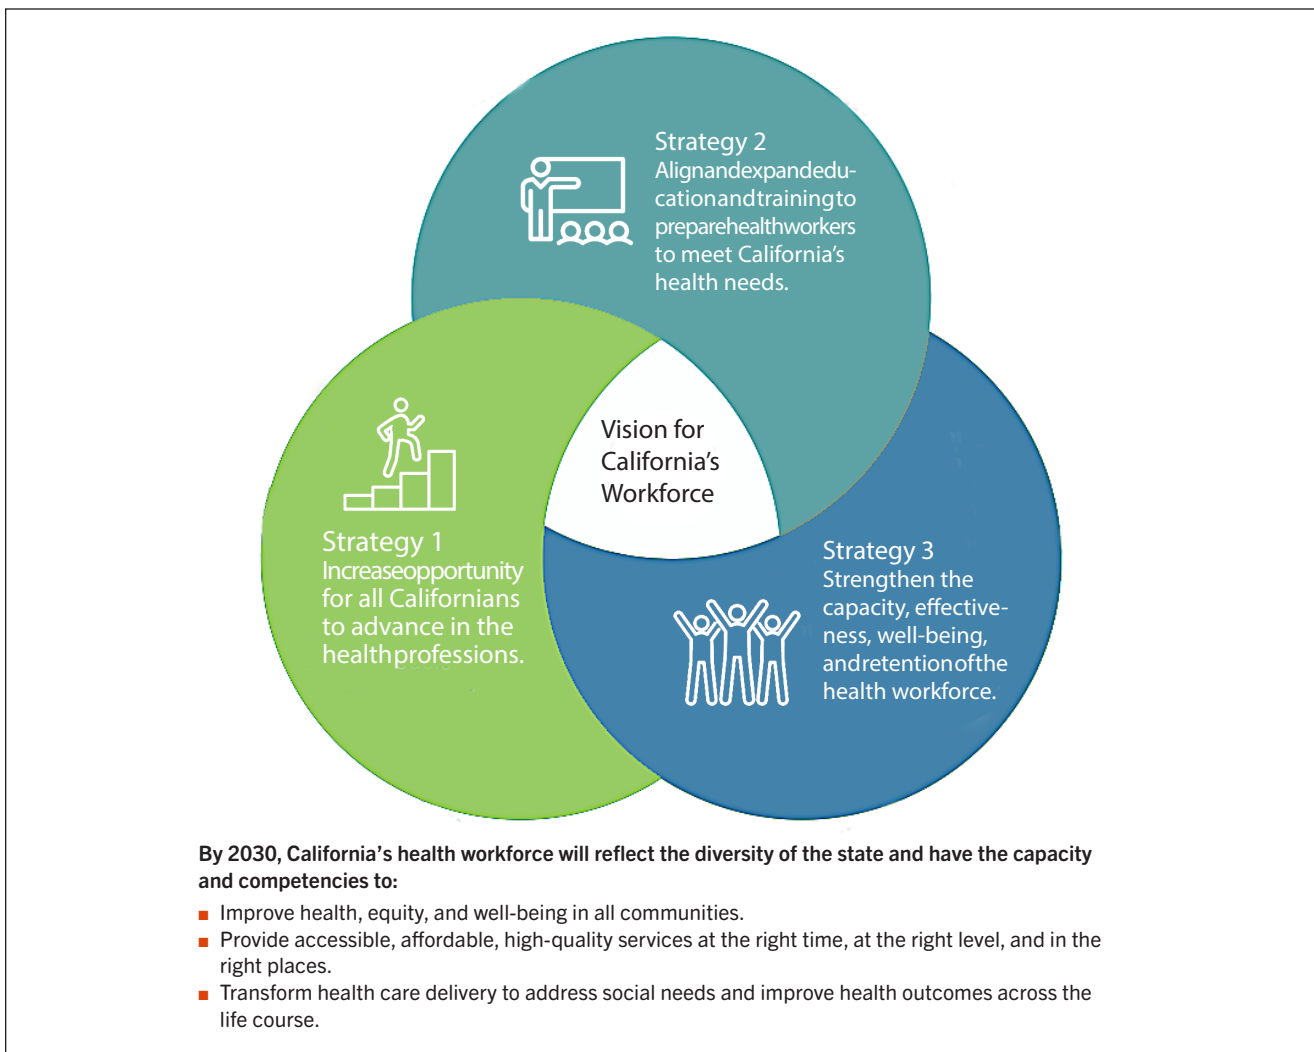 Strategy 2
Alignandexpandedu-
cationandtrainingto
preparehealthworkers
to meet California's
health needs.
Vision for
California's
Workforce
Strategy 1
Increaseopportunity
for all Californians
to advance in the
healthprofessions.
Strategy 3
Strengthen the
capacity, effective-
ness, well-being,
andretentionofthe
health workforce.
By 2030, California's health workforce will reflect the diversity of the state and have the capacity
and competencies to:
■ Improve health, equity, and well-being in all communities.
■ Provide accessible, affordable, high-quality services at the right time, at the right level, and in the
right places.
■ Transform health care delivery to address social needs and improve health outcomes across the
life course.